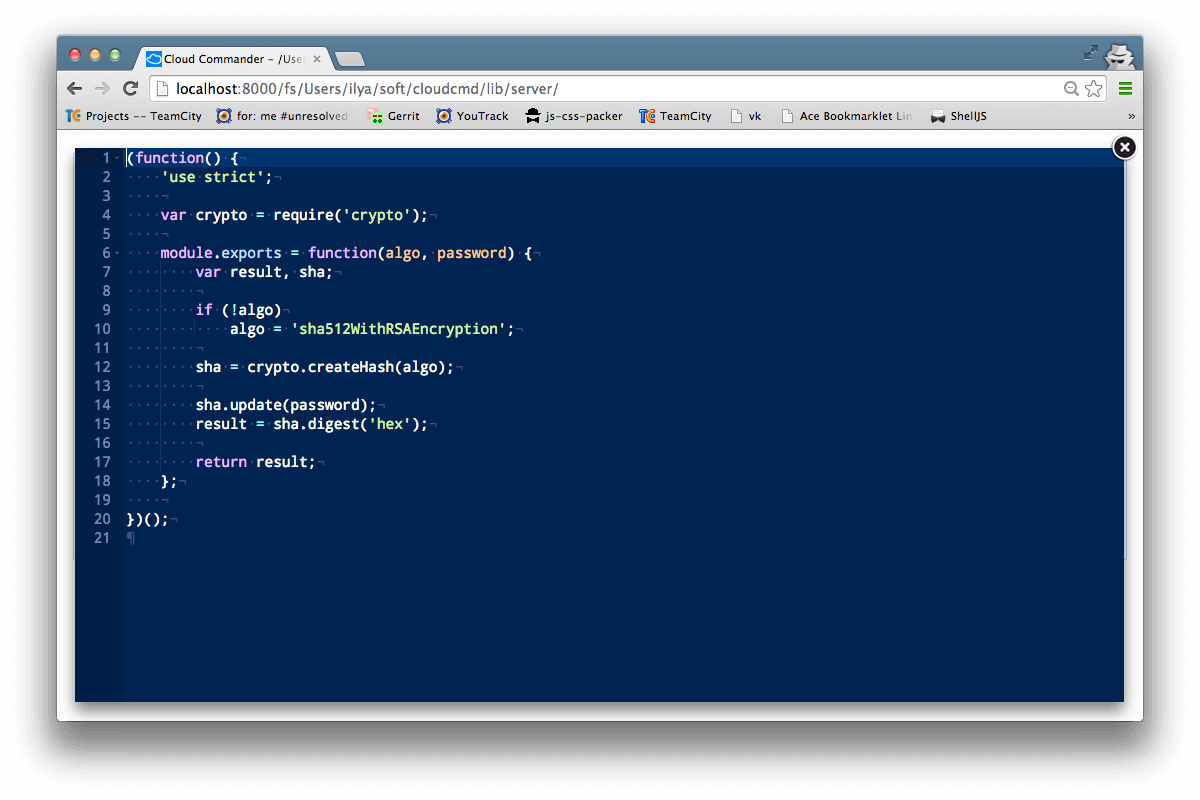 Cloud Commander - /User
localhost:8000/fs/Users/ilya/soft/cloudcmd/lib/server/
Projects -- TeamCity for: me #unresolved Gerrit YouTrack js-css-packer TeamCity vk Ace Bookmarklet Lin ShellJS »
1 (function() {
2 'use strict';
3
4 var crypto = require('crypto');
5
6 module.exports = function(algo, password) {
7 var result, sha;
8
9 if (!algo)
10 algo = 'sha512WithRSAEncryption';
11
12 sha = crypto.createHash(algo);
13
14 sha.update(password);
15 result = sha.digest('hex');
16
17 return result;
18 };
19
20 })();
21 ¶